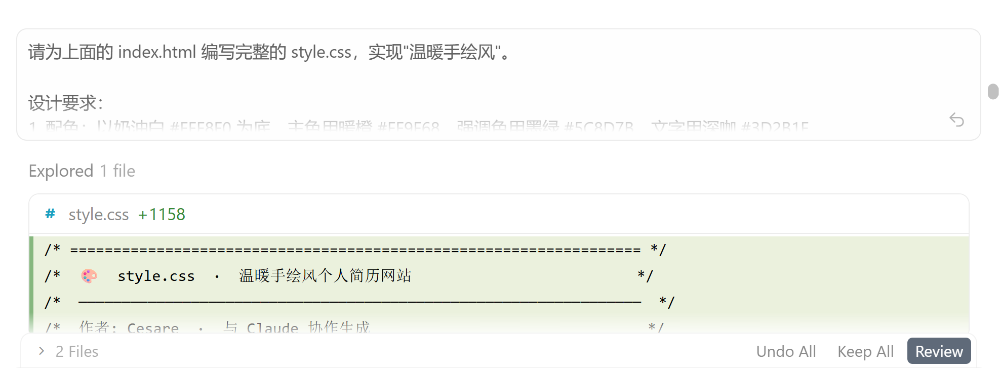 请为上面的 index.html 编写完整的 style.css，实现"温暖手绘风"。
设计要求：
1. 配色：以奶油白 #FFF8F0 为底，主色用暖橙 #FF9F68，强调色用墨绿 #5C8D7B，文字用深咖 #3D2B1F
Explored 1 file
# style.css +1158
/* ================================================================== */
/* 🎨 style.css · 温暖手绘风个人简历网站 */
/* ───────────────────────────────────────────────────────────────── */
/* 作者: Cesare · 与 Claude 协作生成 */
> 2 Files
Undo All Keep All Review